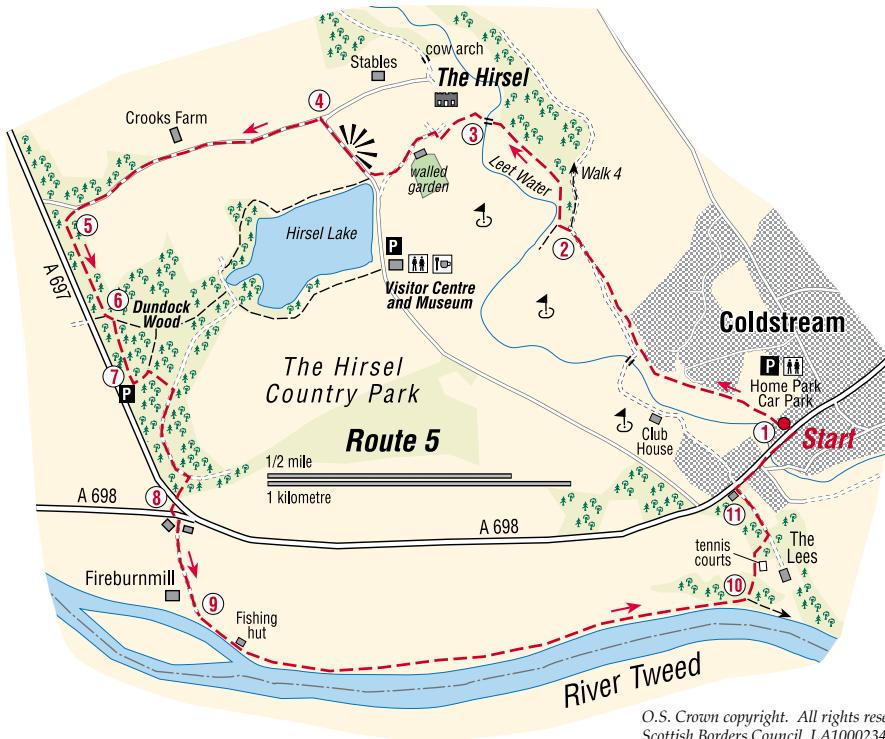 cow arch
Stables
The Hirsel
4
Crooks Farm
3
walled
garden
Leet Water
Walk 4
5
2
Hirsel Lake
P
A 697
Visitor Centre
and Museum
6
Dundock
Wood
Coldstream
P
The Hirsel
Country Park
7
P
Home Park
Car Park
Club
House
1
Start
Route 5
1/2 mile
1 kilometre
A 698
8
A 698
11
tennis
courts
The
Lees
10
Fireburnmill
9
Fishing
hut
River Tweed
O.S. Crown copyright. All rights rese
Scottish Borders Council, LA1000234